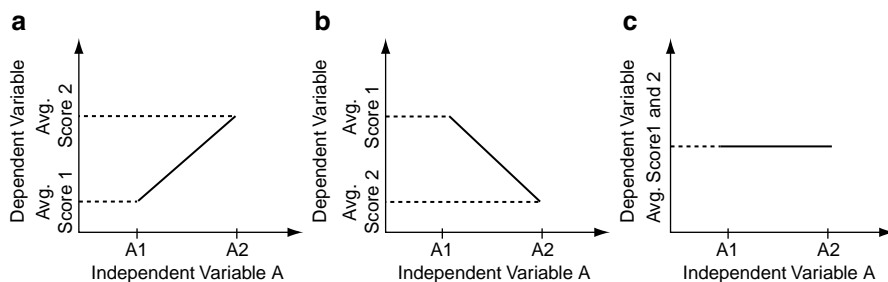 a
Dependent Variable
Avg.
Score 2
Avg.
Score 1
A1
A2
Independent Variable A
b
Dependent Variable
Avg.
Score 1
Avg.
Score 2
A1
A2
Independent Variable A
c
Dependent Variable
Avg. Score1 and 2
A1
A2
Independent Variable A